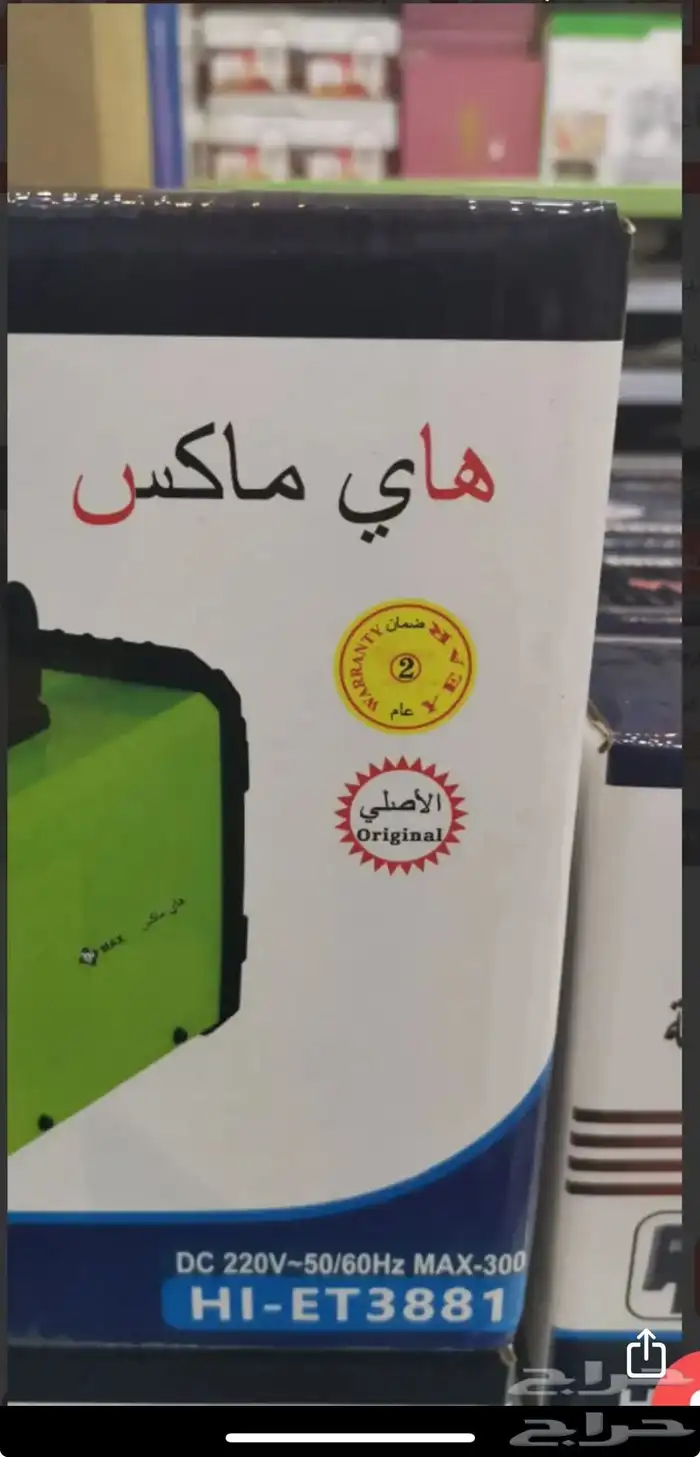 هاي ماكس
ضمان
2
عام
WARRANTY
YEAR
الأصلي
Original
MAX
هاي ماكس
DC 220V~50/60Hz MAX-300
HI-ET3881
حراج
حراج